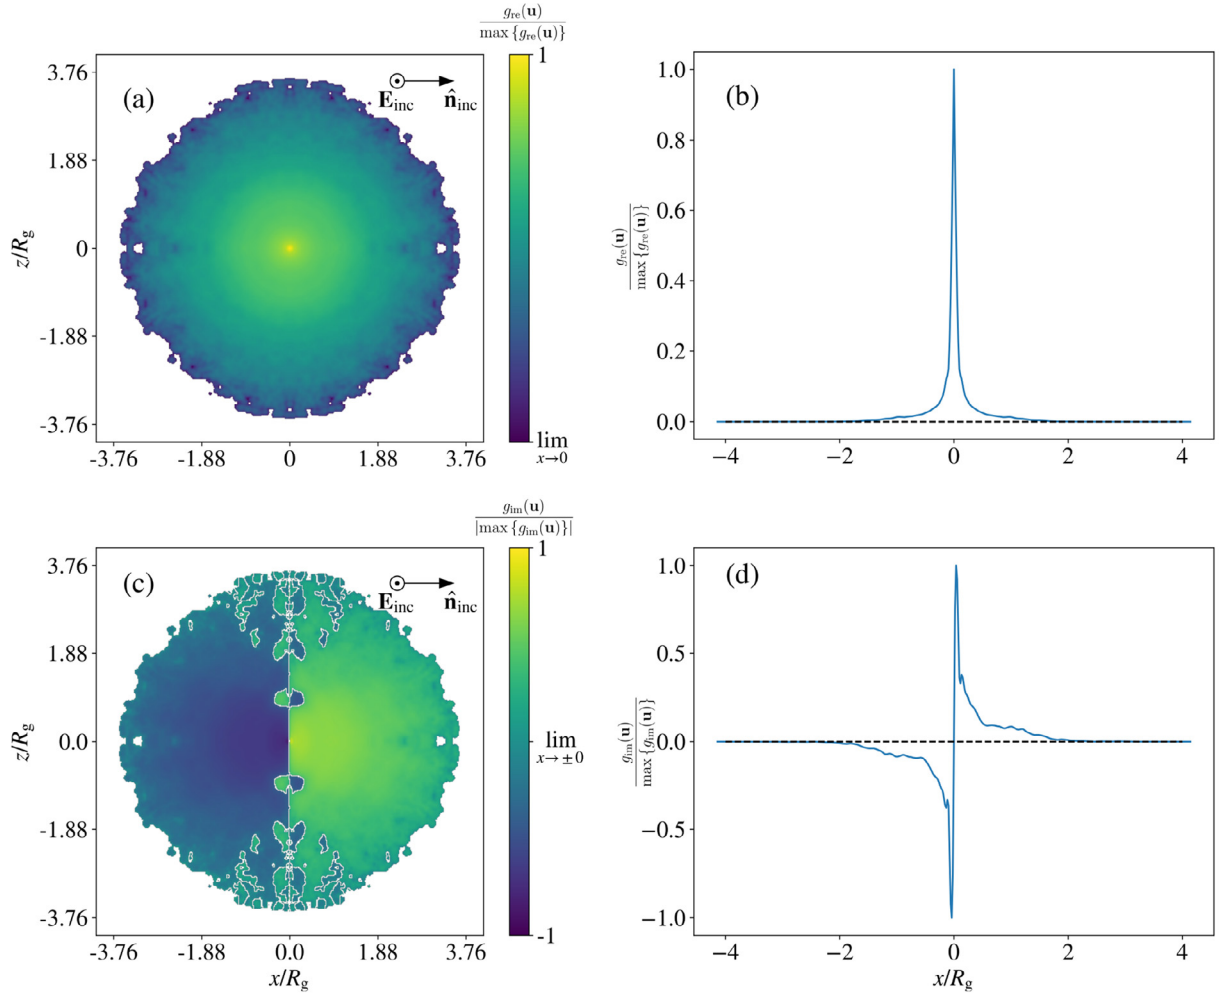 g_re(u)
max {g_re(u)}
(a)
E_inc n̂_inc
3.76
1.88
0
-1.88
-3.76
z/R_g
-3.76 -1.88 0 1.88 3.76
1
lim
x→0
(b)
g_re(u)
max {g_re(u)}
1.0
0.8
0.6
0.4
0.2
0.0
−4 −2 0 2 4
g_im(u)
|max {g_im(u)}|
(c)
E_inc n̂_inc
3.76
1.88
0.0
-1.88
-3.76
z/R_g
-3.76 -1.88 0.0 1.88 3.76
x/R_g
1
lim
x→±0
-1
(d)
g_im(u)
max {g_im(u)}
1.0
0.5
0.0
−0.5
−1.0
−4 −2 0 2 4
x/R_g